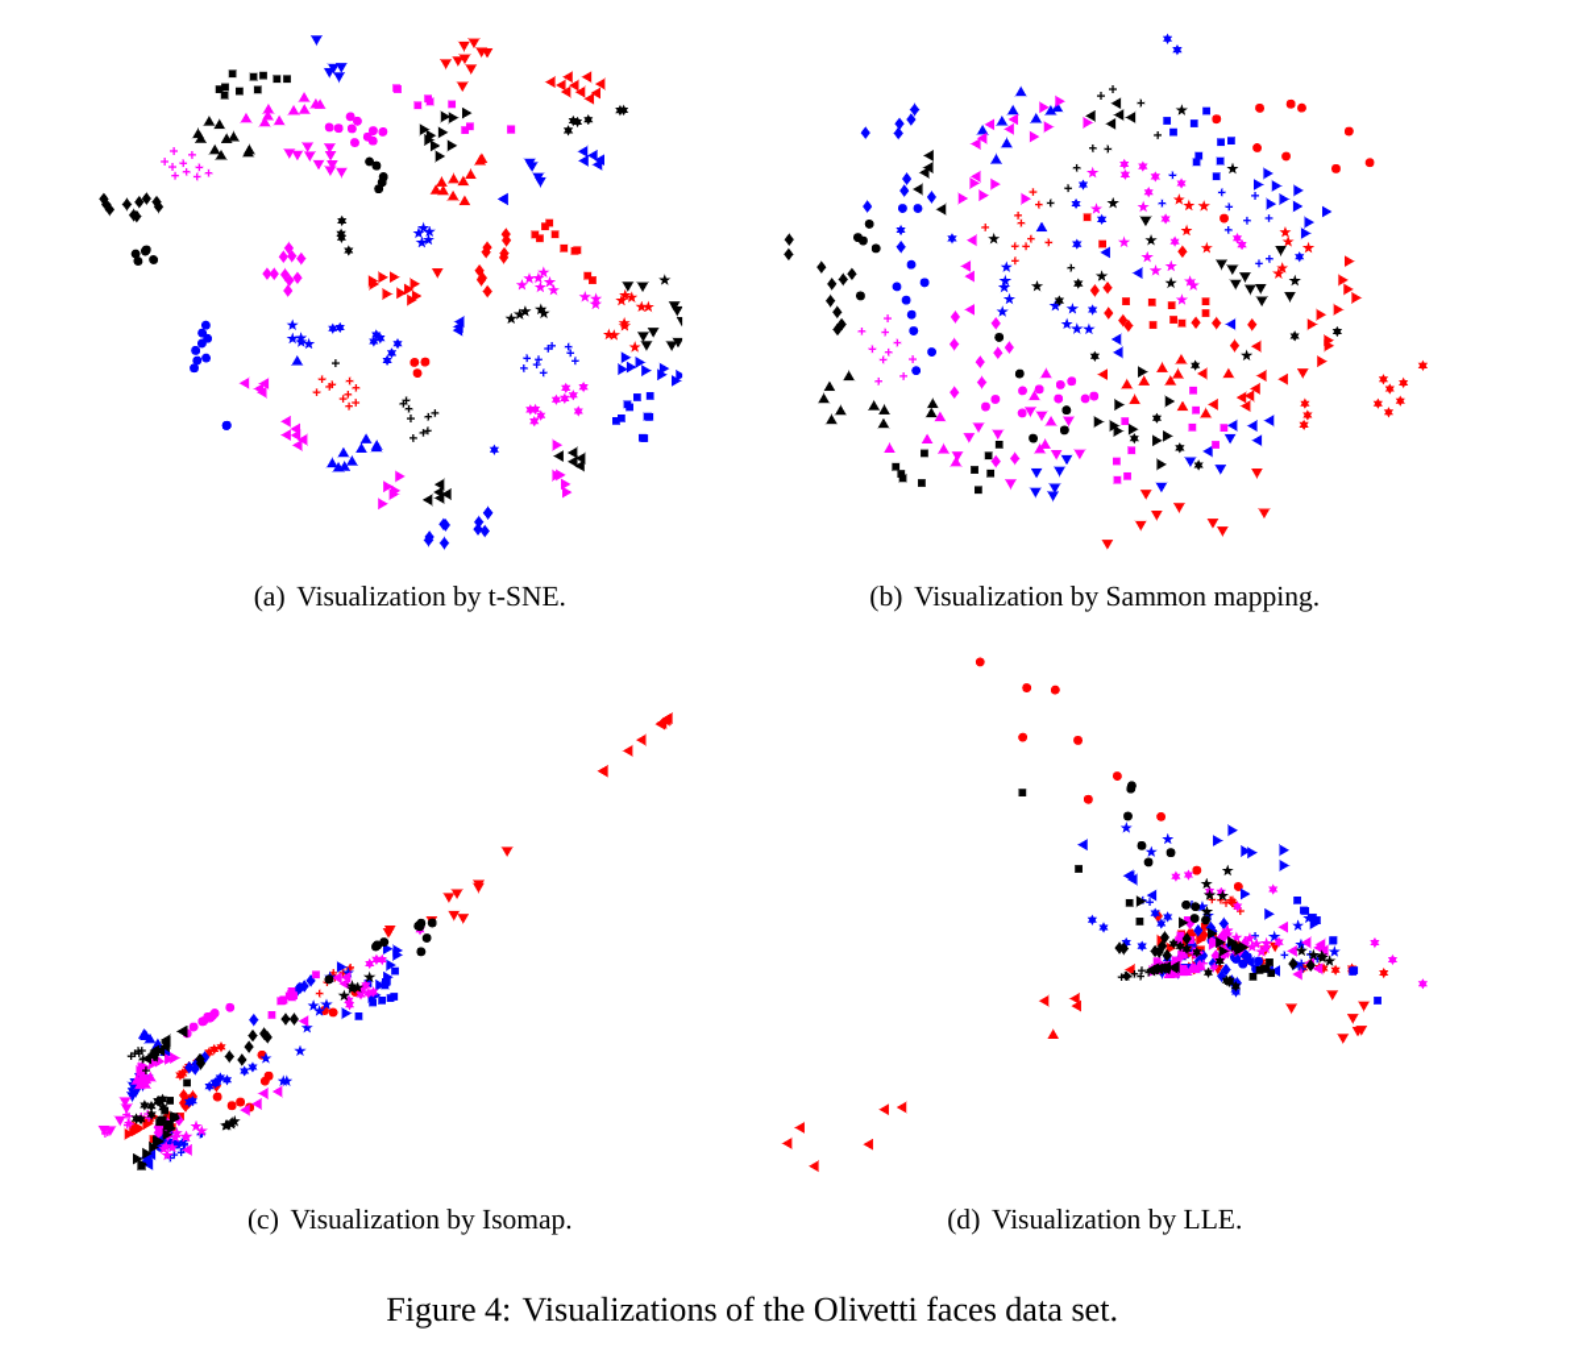 (a) Visualization by t-SNE.
(b) Visualization by Sammon mapping.
(c) Visualization by Isomap.
(d) Visualization by LLE.
Figure 4: Visualizations of the Olivetti faces data set.